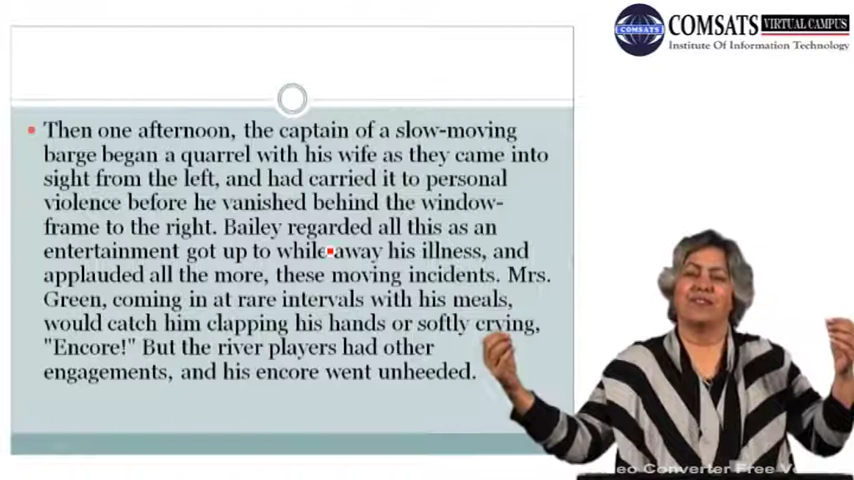 COMSATS VIRTUAL CAMPUS
COMSATS
Institute Of Information Technology
Then one afternoon, the captain of a slow-moving
barge began a quarrel with his wife as they came into
sight from the left, and had carried it to personal
violence before he vanished behind the window-
frame to the right. Bailey regarded all this as an
entertainment got up to while away his illness, and
applauded all the more, these moving incidents. Mrs.
Green, coming in at rare intervals with his meals,
would catch him clapping his hands or softly crying,
"Encore!" But the river players had other
engagements, and his encore went unheeded.
Converter Free